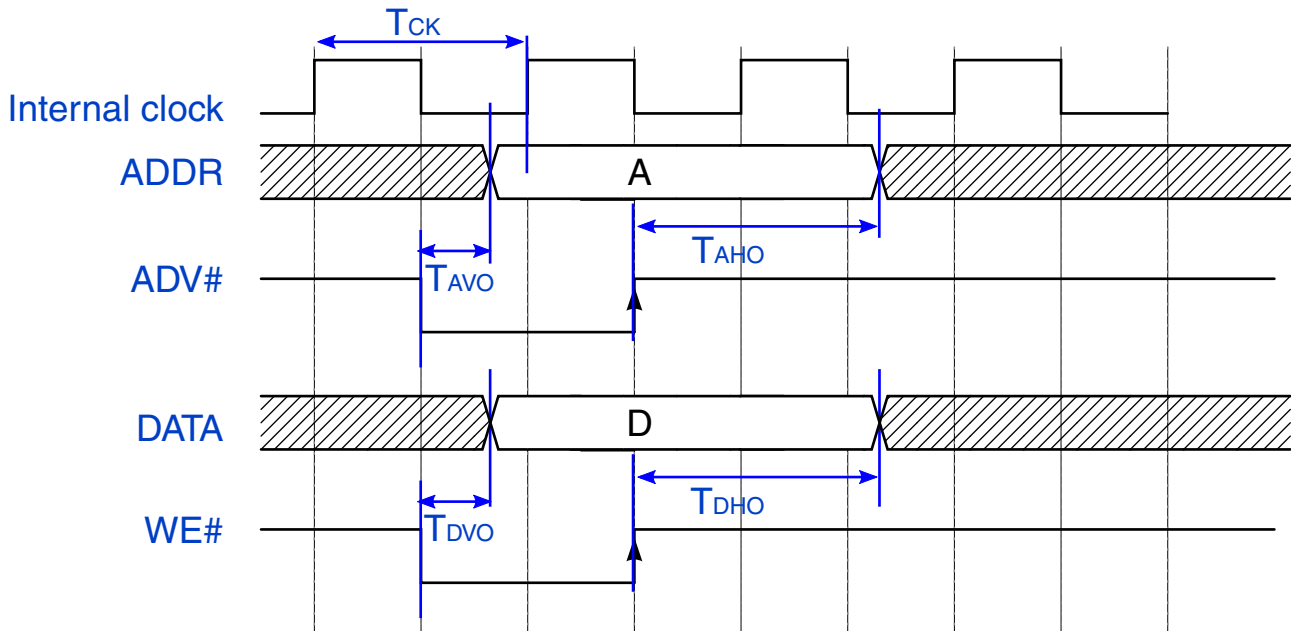 TCK
Internal clock
ADDR
A
TAHO
TAVO
ADV#
DATA
D
TDHO
TDVO
WE#